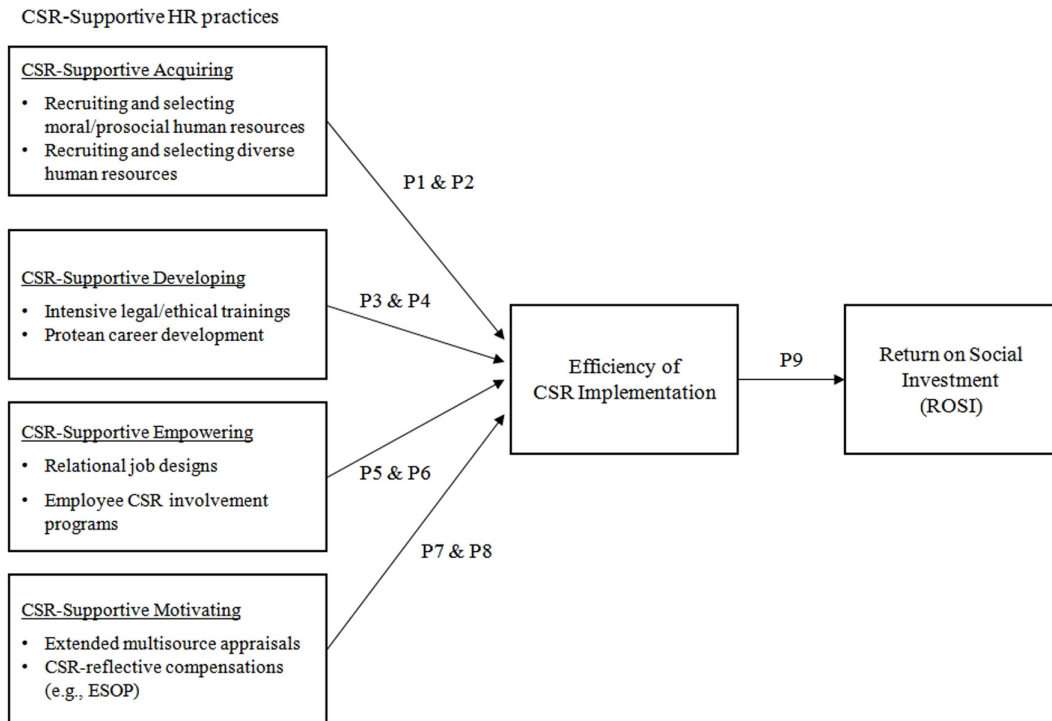 CSR-Supportive HR practices
CSR-Supportive Acquiring
• Recruiting and selecting
moral/prosocial human resources
• Recruiting and selecting diverse
human resources
P1 & P2
CSR-Supportive Developing
• Intensive legal/ethical trainings
• Protean career development
P3 & P4
CSR-Supportive Empowering
• Relational job designs
• Employee CSR involvement
programs
P5 & P6
CSR-Supportive Motivating
• Extended multisource appraisals
• CSR-reflective compensations
(e.g., ESOP)
P7 & P8
Efficiency of
CSR Implementation
P9
Return on Social
Investment
(ROSI)